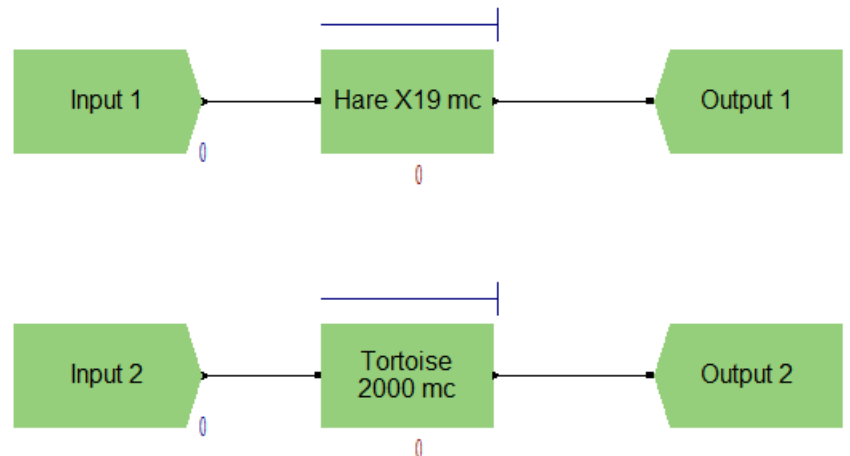 Input 1
Hare X19 mc
Output 1
0
0
Input 2
Tortoise
2000 mc
Output 2
0
0